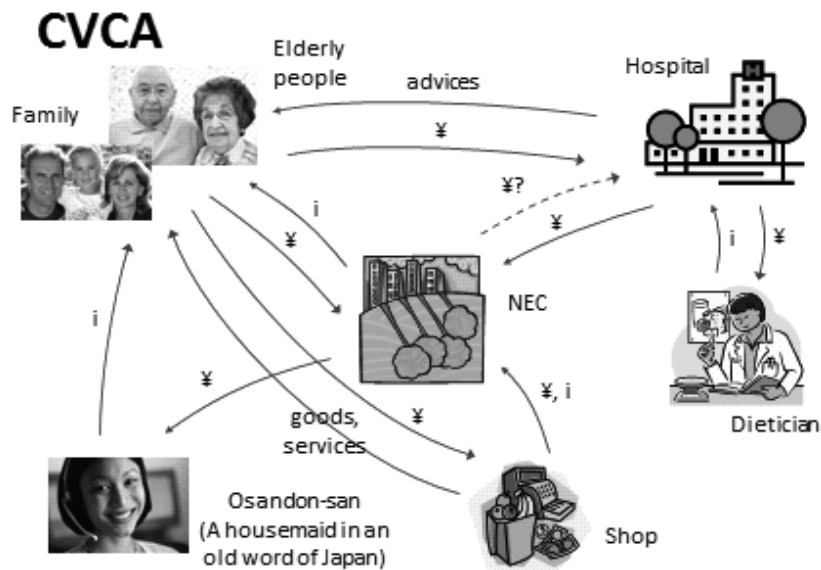 CVCA
Elderly
people
Hospital
Family
advices
¥
¥?
i
¥
¥
i
¥
i
NEC
¥
¥, i
goods,
services
¥
Dietician
Osandon-san
(A housemaid in an
old word of Japan)
Shop